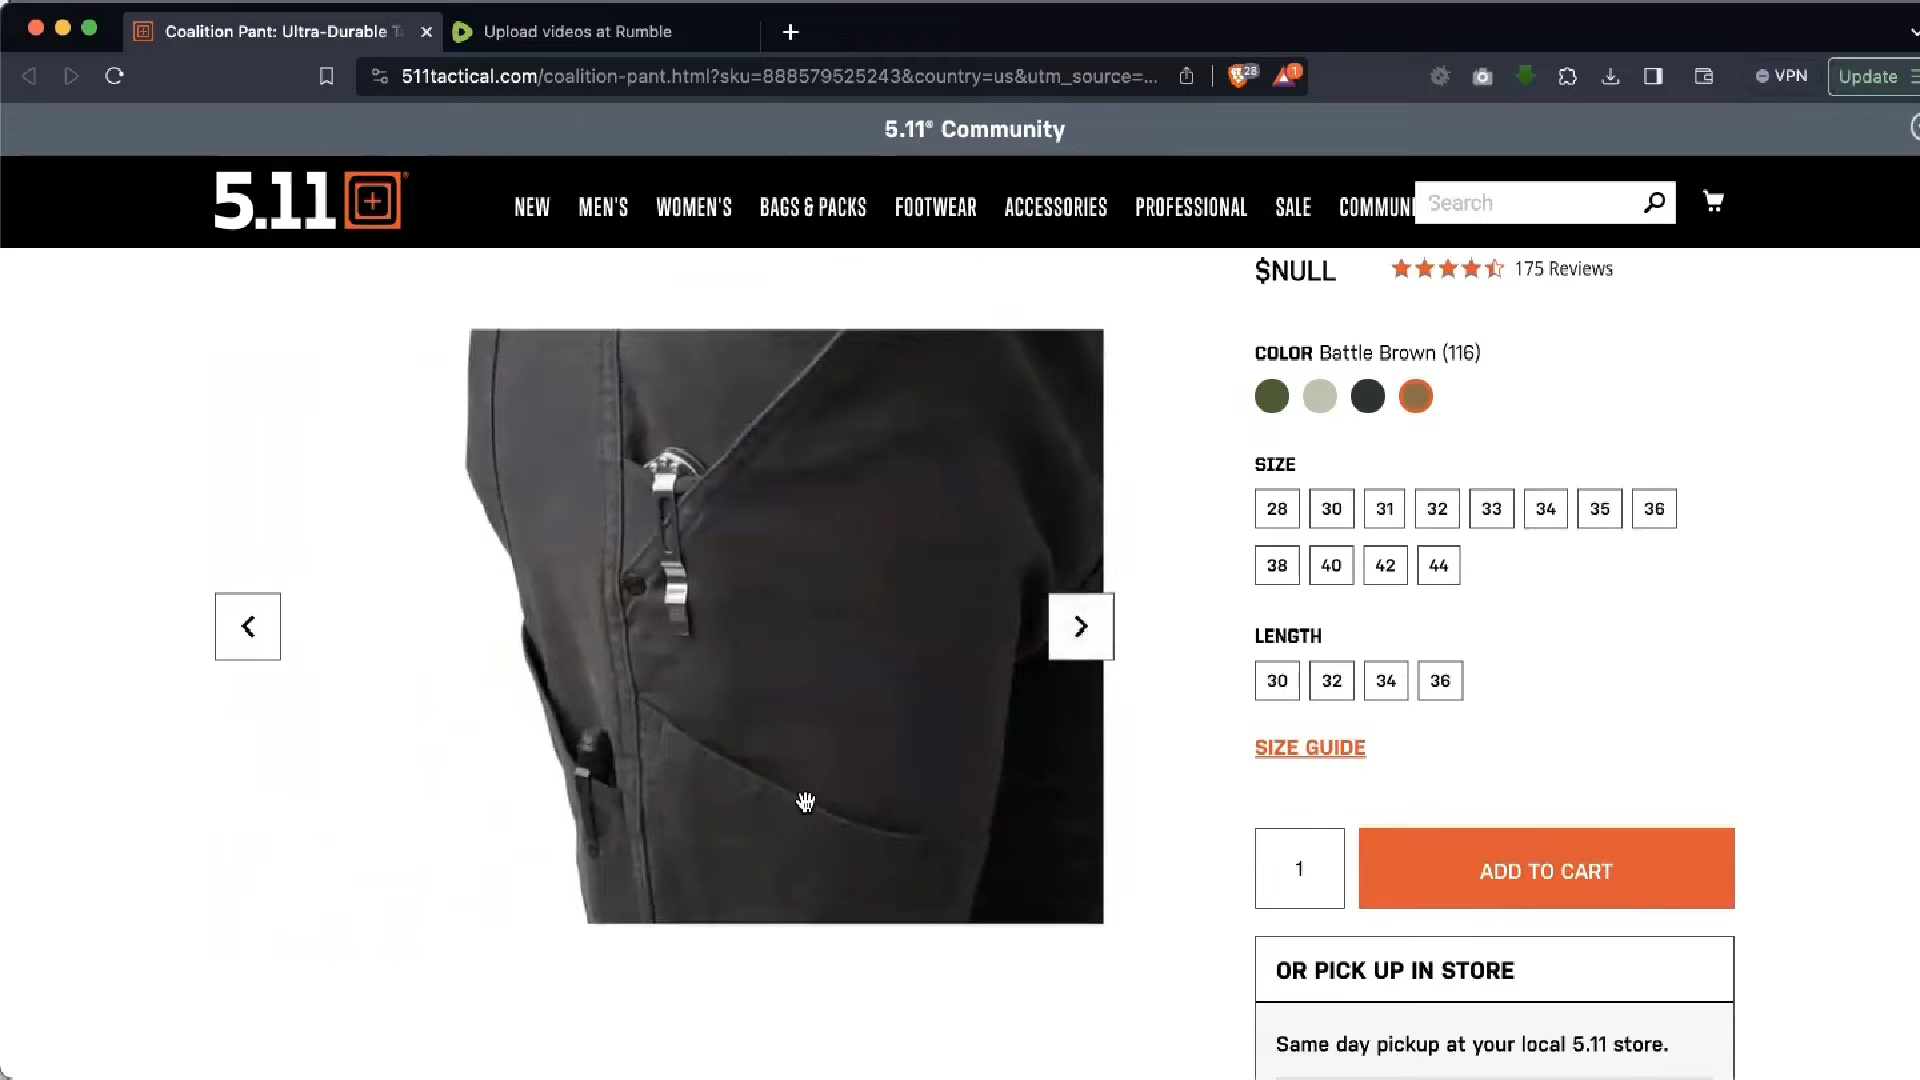 Coalition Pant: Ultra-Durable
Upload videos at Rumble
511tactical.com/coalition-pant.html?sku=888579525243&country=us&utm_source=...
28
1
VPN
Update
5.11® Community
5.11®
NEW
MEN'S
WOMEN'S
BAGS & PACKS
FOOTWEAR
ACCESSORIES
PROFESSIONAL
SALE
COMMUNI
Search
$NULL
175 Reviews
COLOR Battle Brown (116)
SIZE
28 30 31 32 33 34 35 36
38 40 42 44
LENGTH
30 32 34 36
SIZE GUIDE
1
ADD TO CART
OR PICK UP IN STORE
Same day pickup at your local 5.11 store.